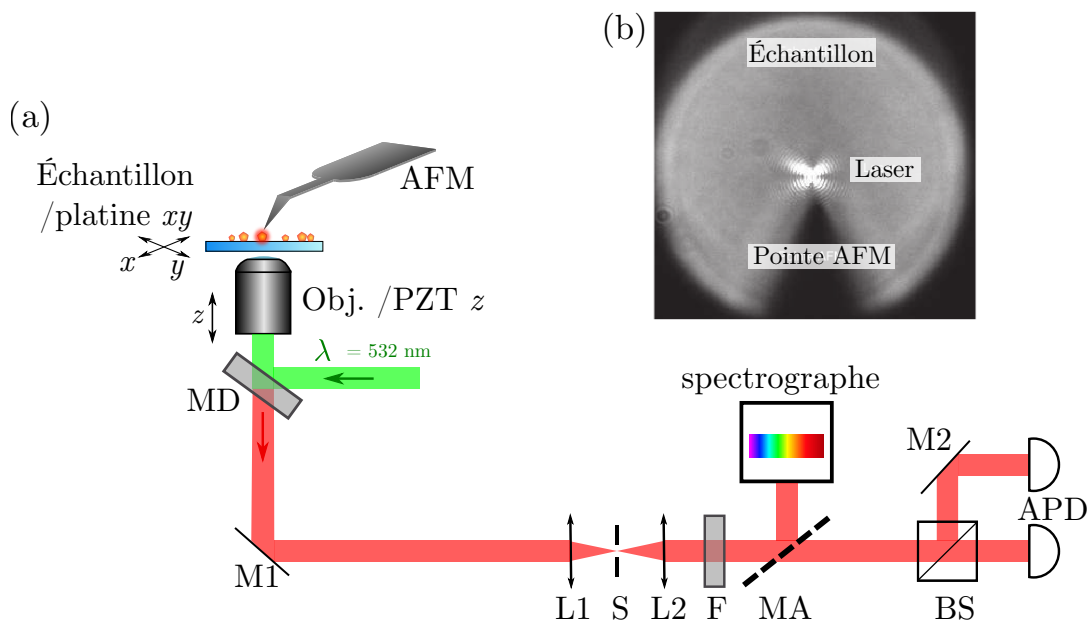 (a)
Échantillon
/platine xy
x
y
AFM
Obj. /PZT z
z
λ = 532 nm
MD
M1
L1
S
L2
F
MA
spectrographe
M2
APD
BS
(b)
Échantillon
Laser
Pointe AFM